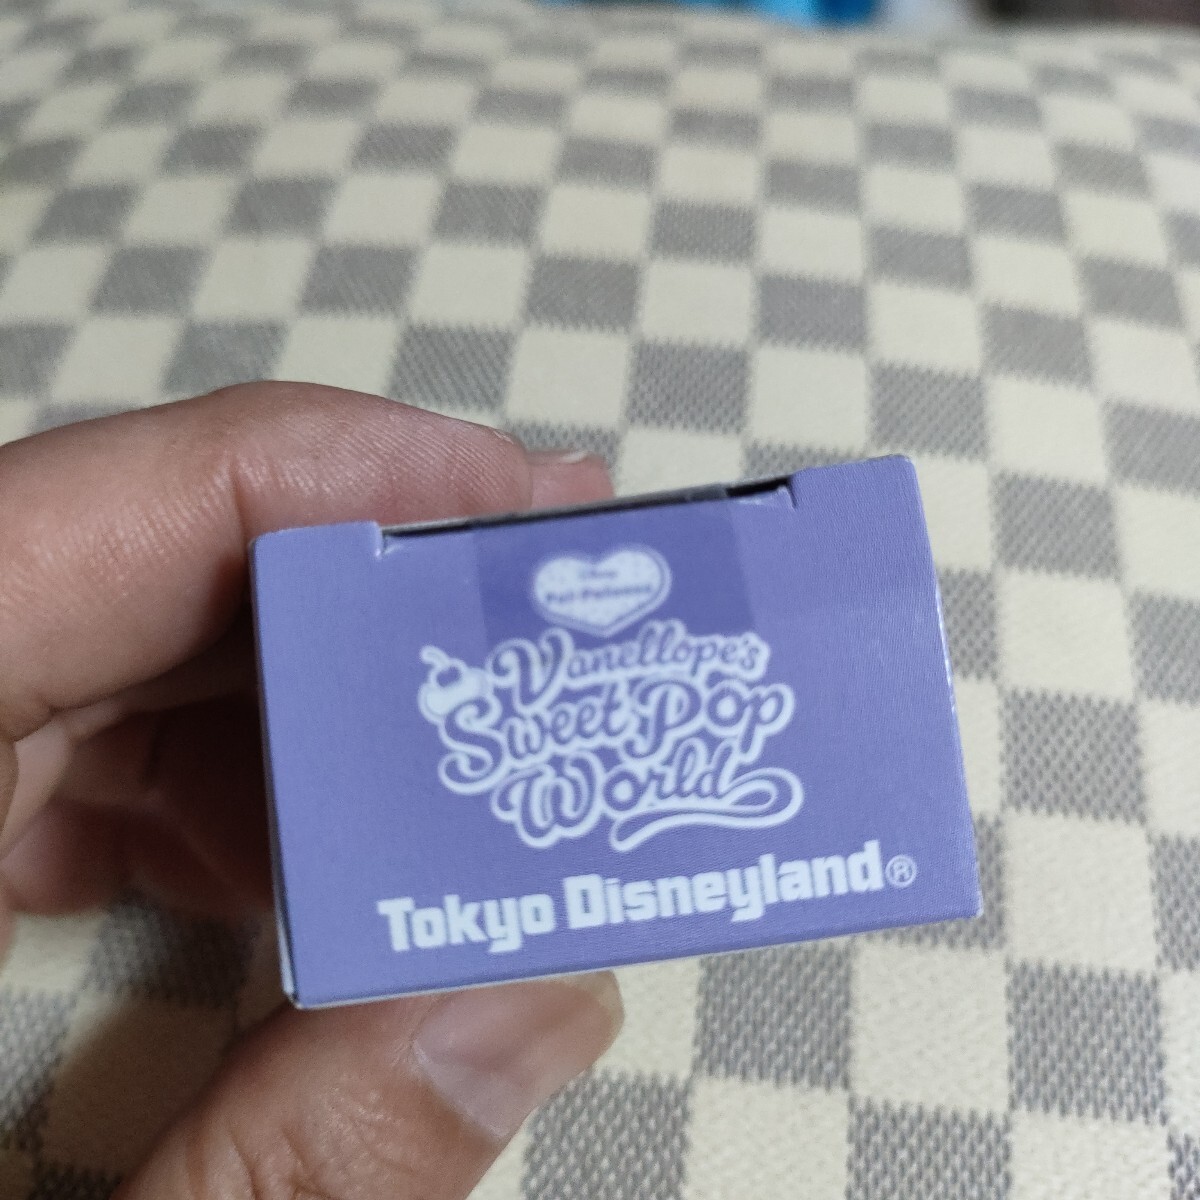 Disney
Pal-Palooza
Vanellope's
Sweet Pop
World
Tokyo Disneyland®